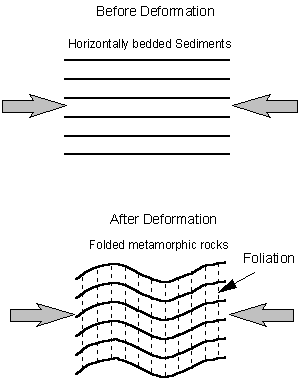 Before Deformation
Horizontally bedded Sediments
After Deformation
Folded metamorphic rocks
Foliation